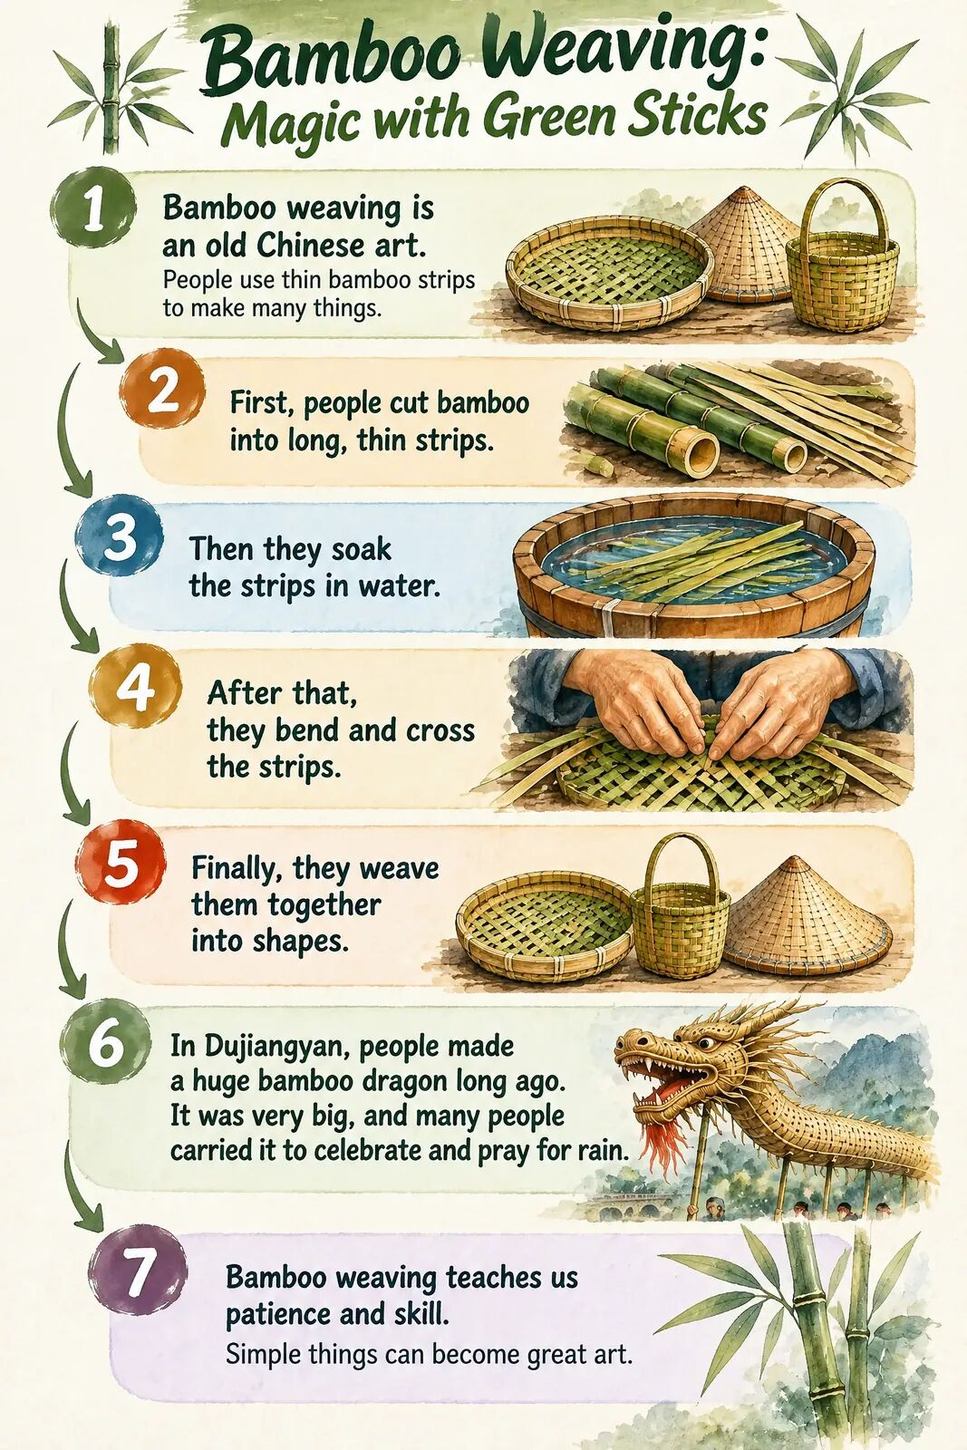 Bamboo Weaving:
Magic with Green Sticks
1
Bamboo weaving is
an old Chinese art.
People use thin bamboo strips
to make many things.
2
First, people cut bamboo
into long, thin strips.
3
Then they soak
the strips in water.
4
After that,
they bend and cross
the strips.
5
Finally, they weave
them together
into shapes.
6
In Dujiangyan, people made
a huge bamboo dragon long ago.
It was very big, and many people
carried it to celebrate and pray for rain.
7
Bamboo weaving teaches us
patience and skill.
Simple things can become great art.